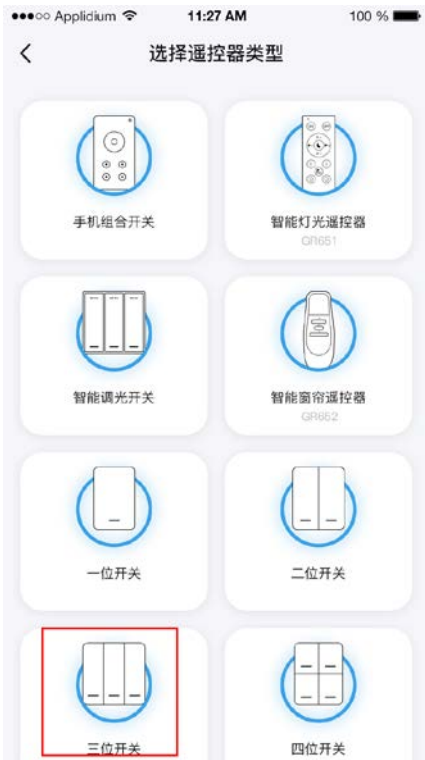 Applidium 11:27 AM 100 %
选择遥控器类型
手机组合开关 智能灯光遥控器
GR651
智能调光开关 智能窗帘遥控器
GR652
一位开关 二位开关
三位开关 四位开关